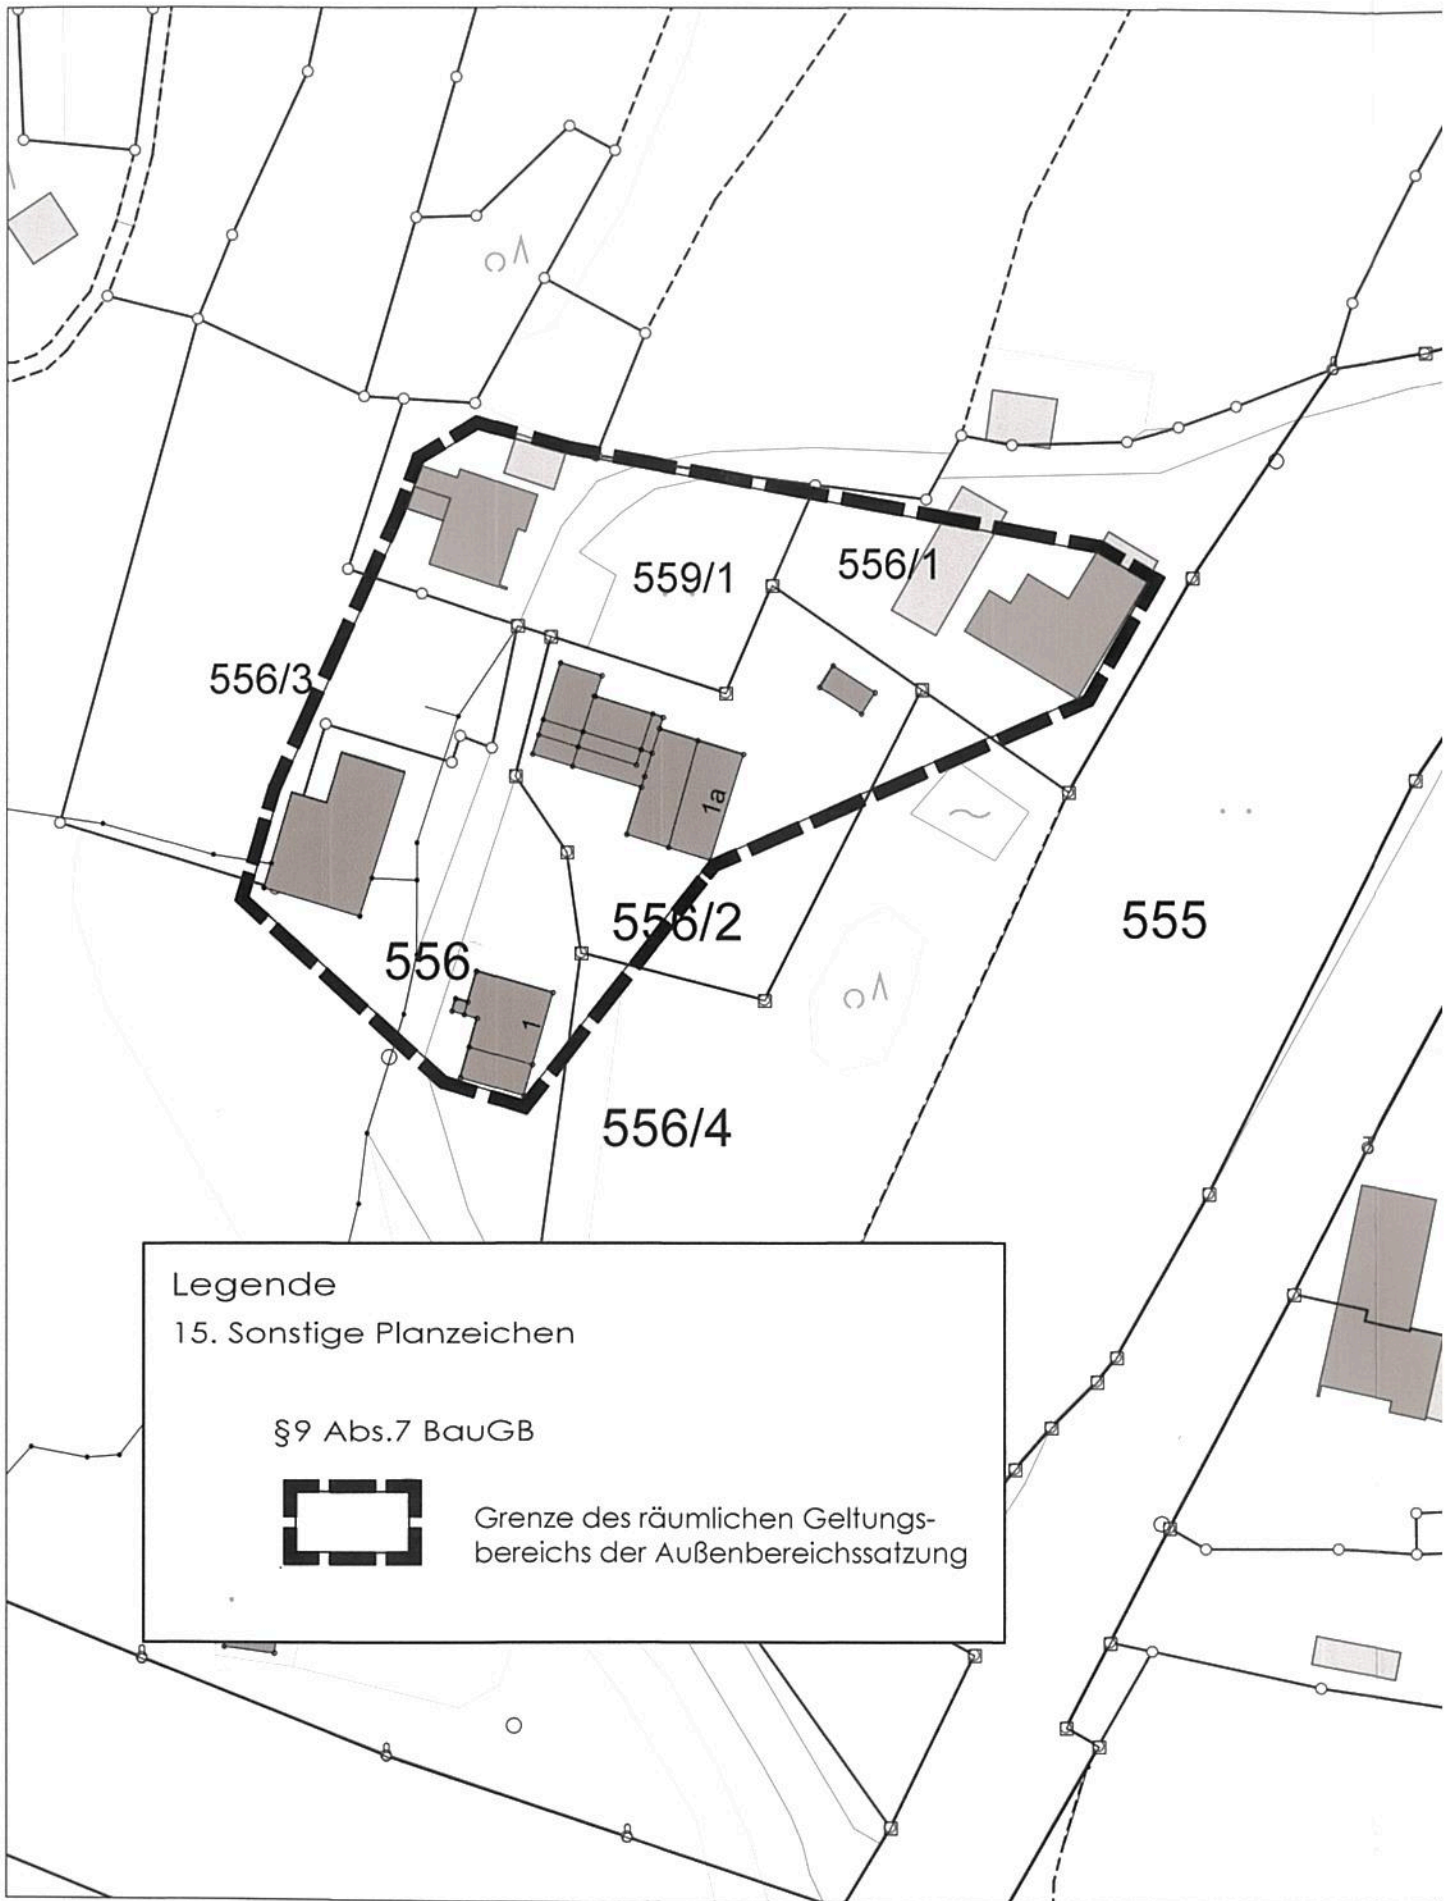 559/1
556/1
556/3
1a
556/2
555
556
1
556/4
Legende
15. Sonstige Planzeichen
§9 Abs.7 BauGB
Grenze des räumlichen Geltungs-
bereichs der Außenbereichssatzung